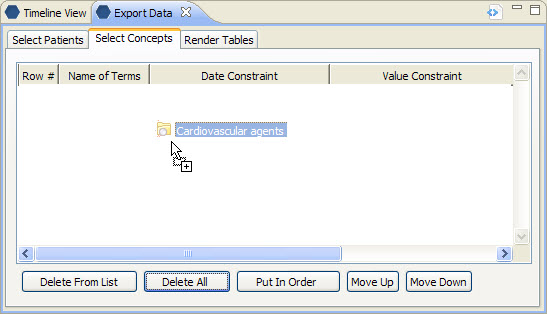 Timeline View Export Data
Select Patients Select Concepts Render Tables
Row # Name of Terms Date Constraint Value Constraint
Cardiovascular agents
Delete From List Delete All Put In Order Move Up Move Down